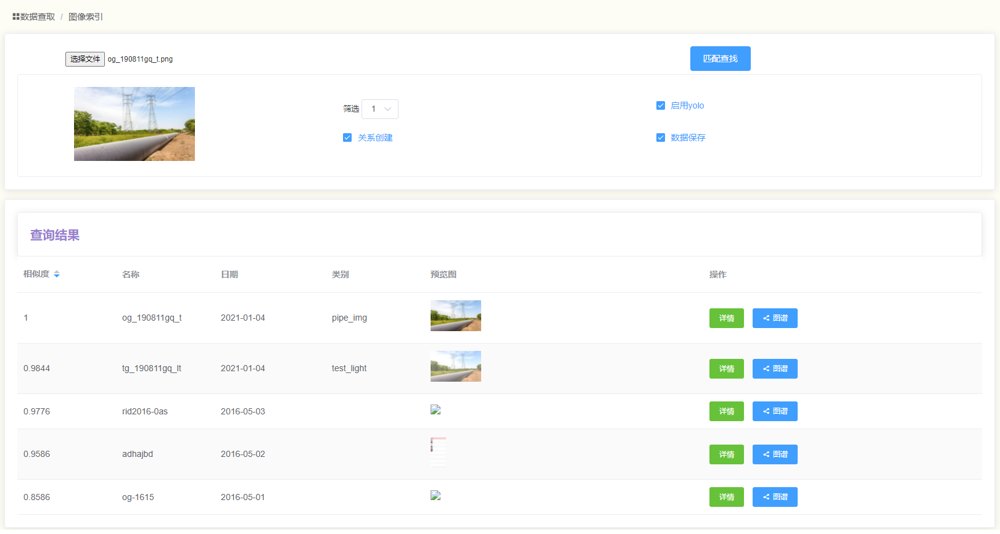 数据查取 / 图像索引
选择文件 og_190811gq_t.png
匹配查找
筛选 1
启用yolo
关系创建
数据保存
查询结果
相似度 名称 日期 类别 预览图 操作
1 og_190811gq_t 2021-01-04 pipe_img 详情 图谱
0.9844 tg_190811gq_lt 2021-01-04 test_light 详情 图谱
0.9776 rid2016-0as 2016-05-03 详情 图谱
0.9586 adhajbd 2016-05-02 详情 图谱
0.8586 og-1615 2016-05-01 详情 图谱